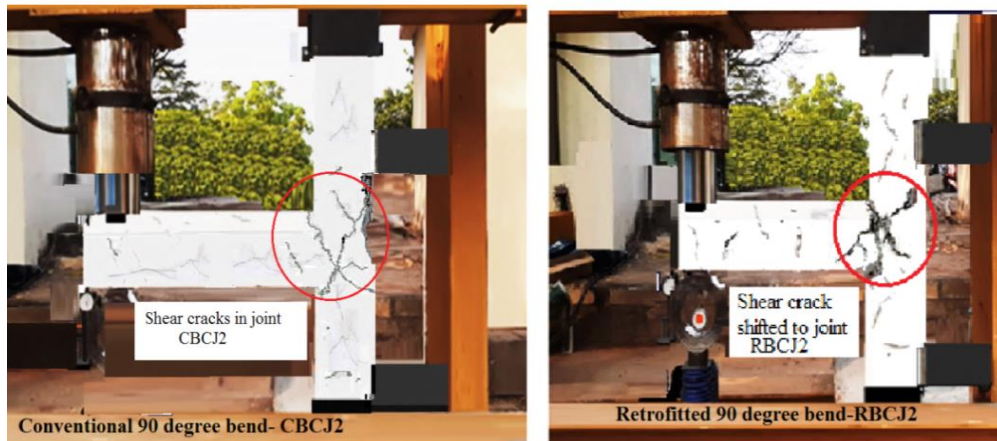 Shear cracks in joint
CBCJ2
Conventional 90 degree bend- CBCJ2
Shear crack
shifted to joint
RBCJ2
Retrofitted 90 degree bend-RBCJ2